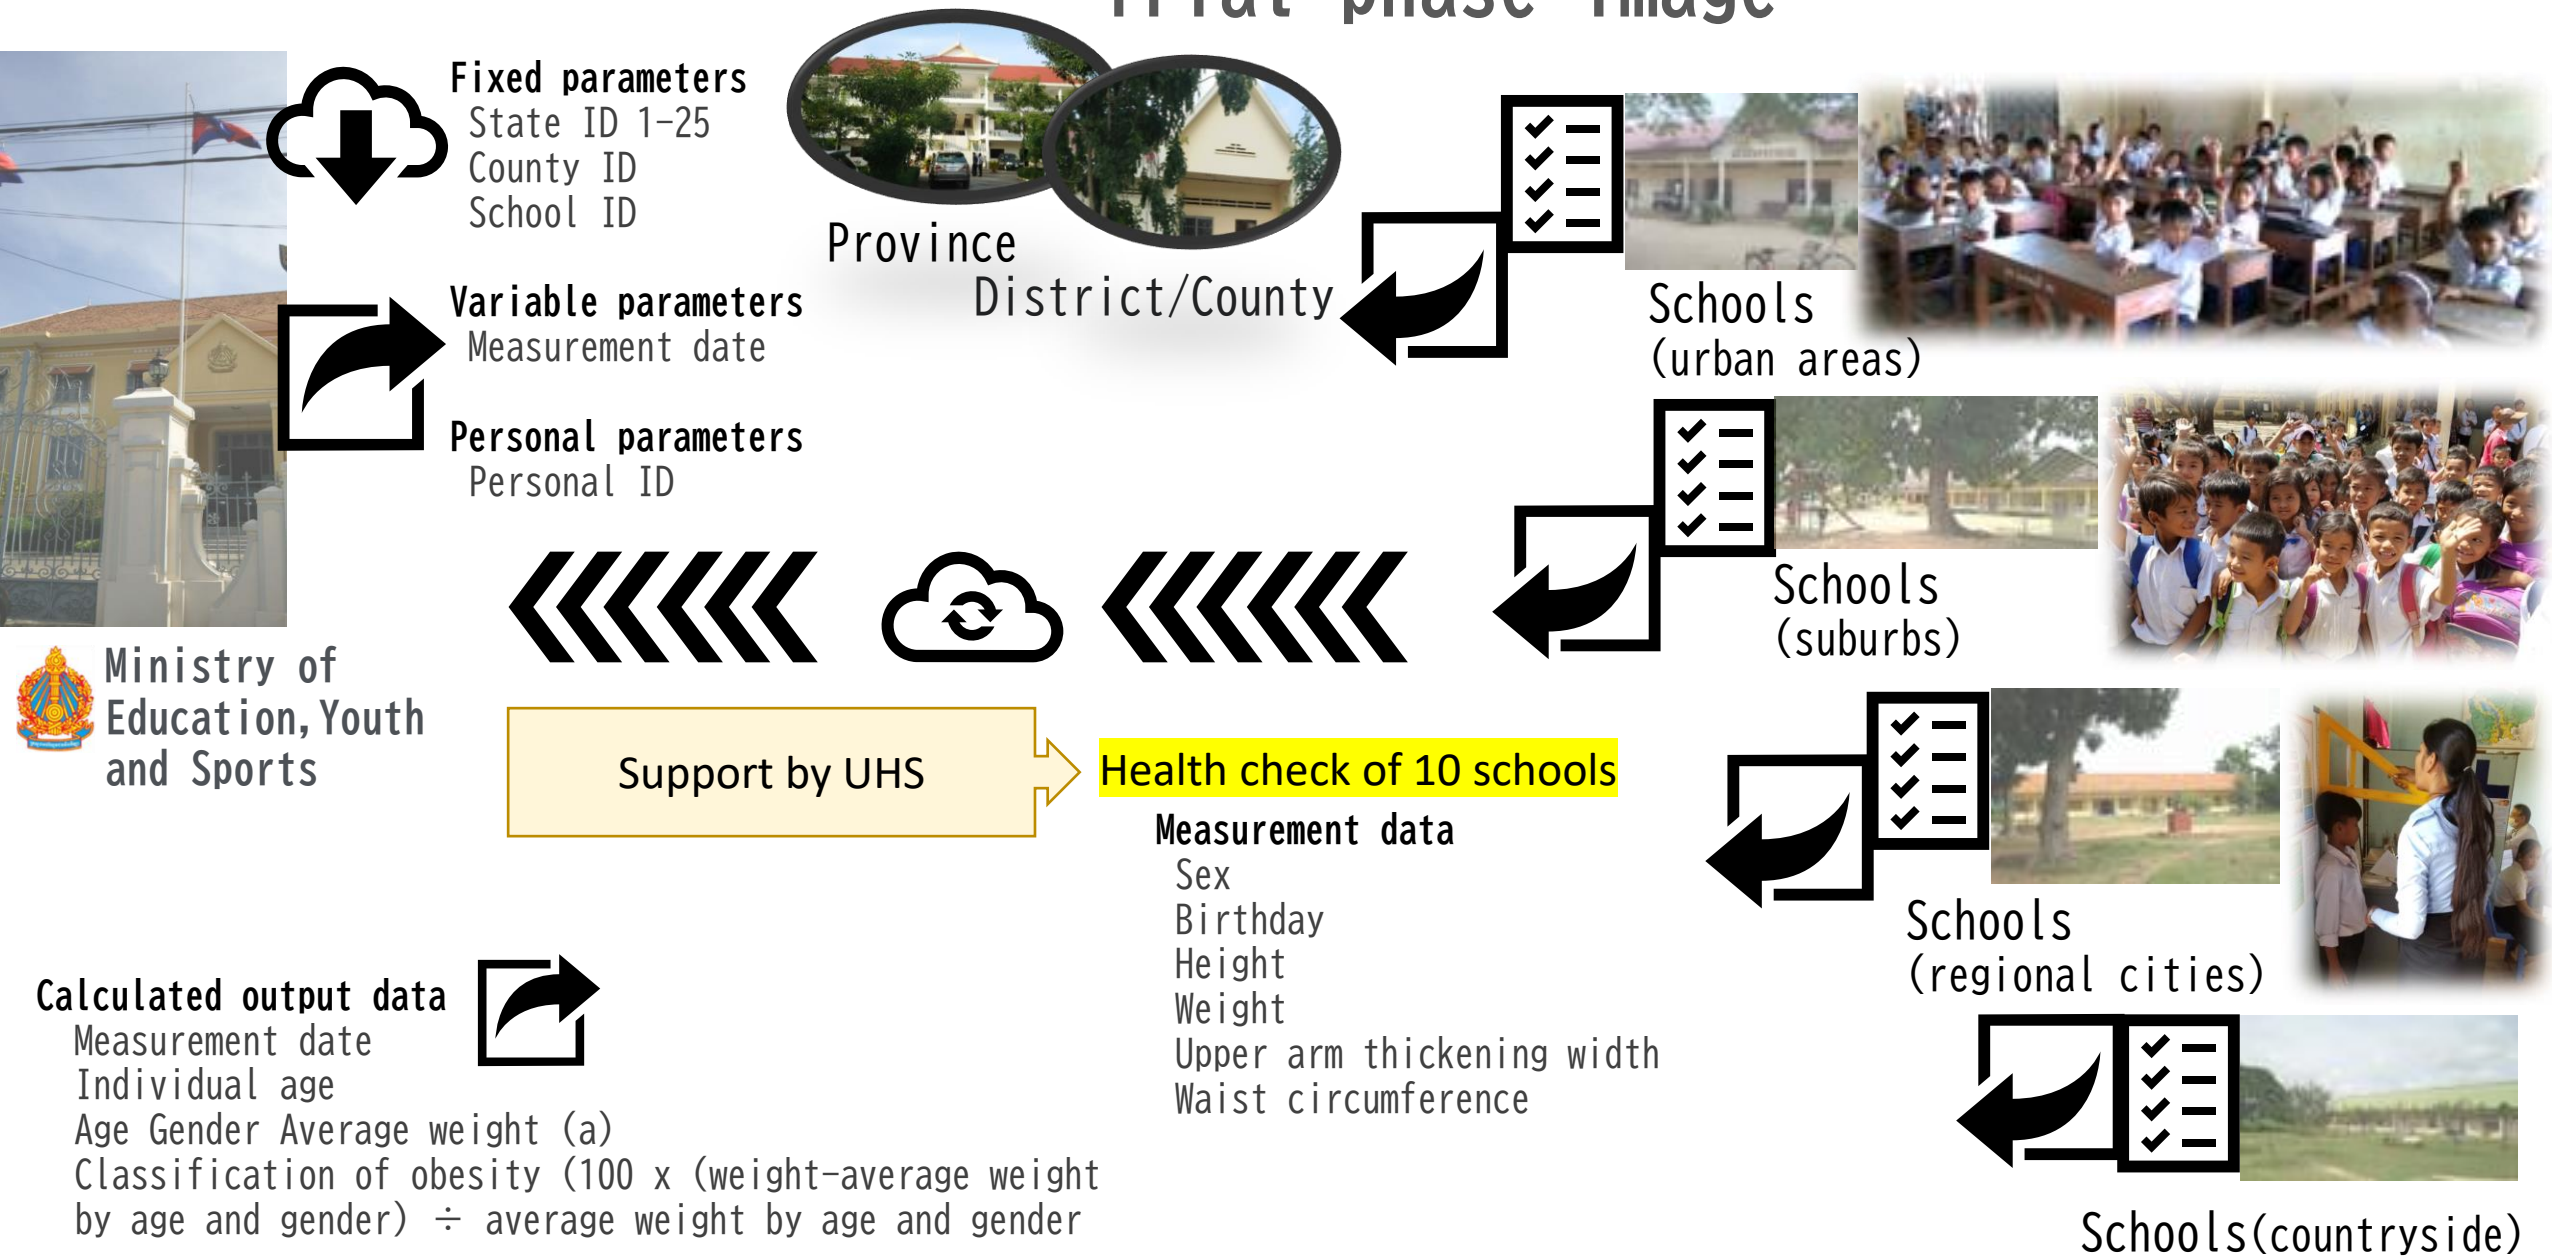 Trial phase image
Fixed parameters
State ID 1-25
County ID
School ID
Variable parameters
Measurement date
Personal parameters
Personal ID
Province
District/County
Schools
(urban areas)
Schools
(suburbs)
Ministry of
Education, Youth
and Sports
Support by UHS
Health check of 10 schools
Measurement data
Sex
Birthday
Height
Weight
Upper arm thickening width
Waist circumference
Schools
(regional cities)
Calculated output data
Measurement date
Individual age
Age Gender Average weight (a)
Classification of obesity (100 x (weight-average weight
by age and gender) ÷ average weight by age and gender
Schools(countryside)